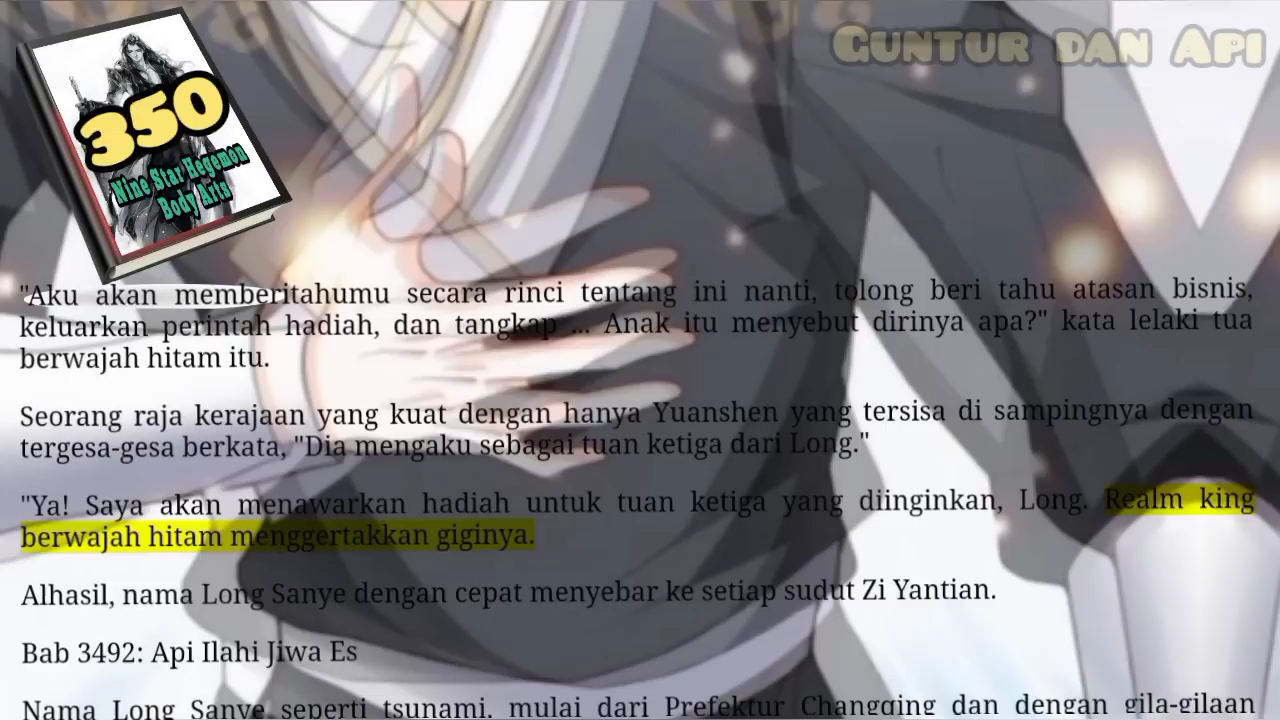 Guntur dan Api
350
Nine Star Hegemon
Body Arts
"Aku akan memberitahumu secara rinci tentang ini nanti, tolong beri tahu atasan bisnis,
keluarkan perintah hadiah, dan tangkap ... Anak itu menyebut dirinya apa?" kata lelaki tua
berwajah hitam itu.
Seorang raja kerajaan yang kuat dengan hanya Yuanshen yang tersisa di sampingnya dengan
tergesa-gesa berkata, "Dia mengaku sebagai tuan ketiga dari Long."
"Ya! Saya akan menawarkan hadiah untuk tuan ketiga yang diinginkan, Long. Realm king
berwajah hitam menggertakkan giginya.
Alhasil, nama Long Sanye dengan cepat menyebar ke setiap sudut Zi Yantian.
Bab 3492: Api Ilahi Jiwa Es
Nama Long Sanye seperti tsunami, mulai dari Prefektur Changqing dan dengan gila-gilaan